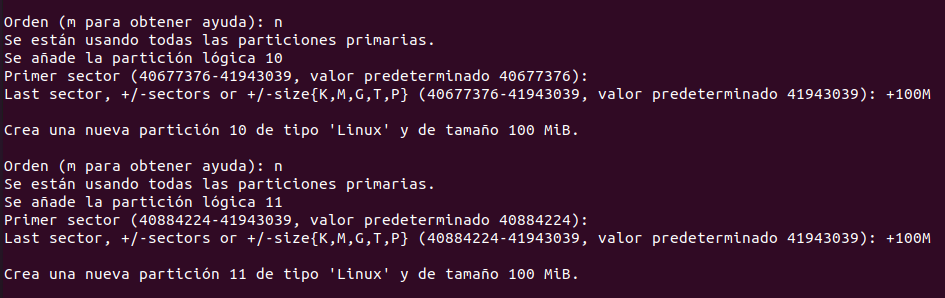 Orden (m para obtener ayuda): n
Se están usando todas las particiones primarias.
Se añade la partición lógica 10
Primer sector (40677376-41943039, valor predeterminado 40677376):
Last sector, +/-sectors or +/-size{K,M,G,T,P} (40677376-41943039, valor predeterminado 41943039): +100M
Crea una nueva partición 10 de tipo 'Linux' y de tamaño 100 MiB.
Orden (m para obtener ayuda): n
Se están usando todas las particiones primarias.
Se añade la partición lógica 11
Primer sector (40884224-41943039, valor predeterminado 40884224):
Last sector, +/-sectors or +/-size{K,M,G,T,P} (40884224-41943039, valor predeterminado 41943039): +100M
Crea una nueva partición 11 de tipo 'Linux' y de tamaño 100 MiB.